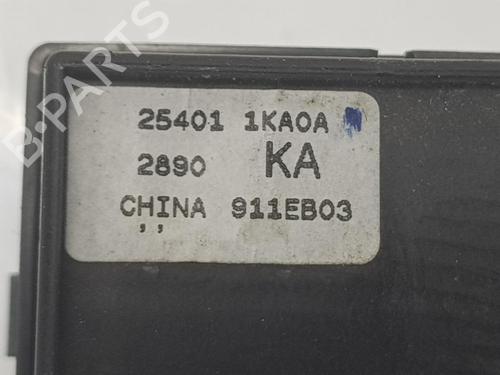 B-PARTS
25401 1KA0A
2890 KA
CHINA 911EB03
,,